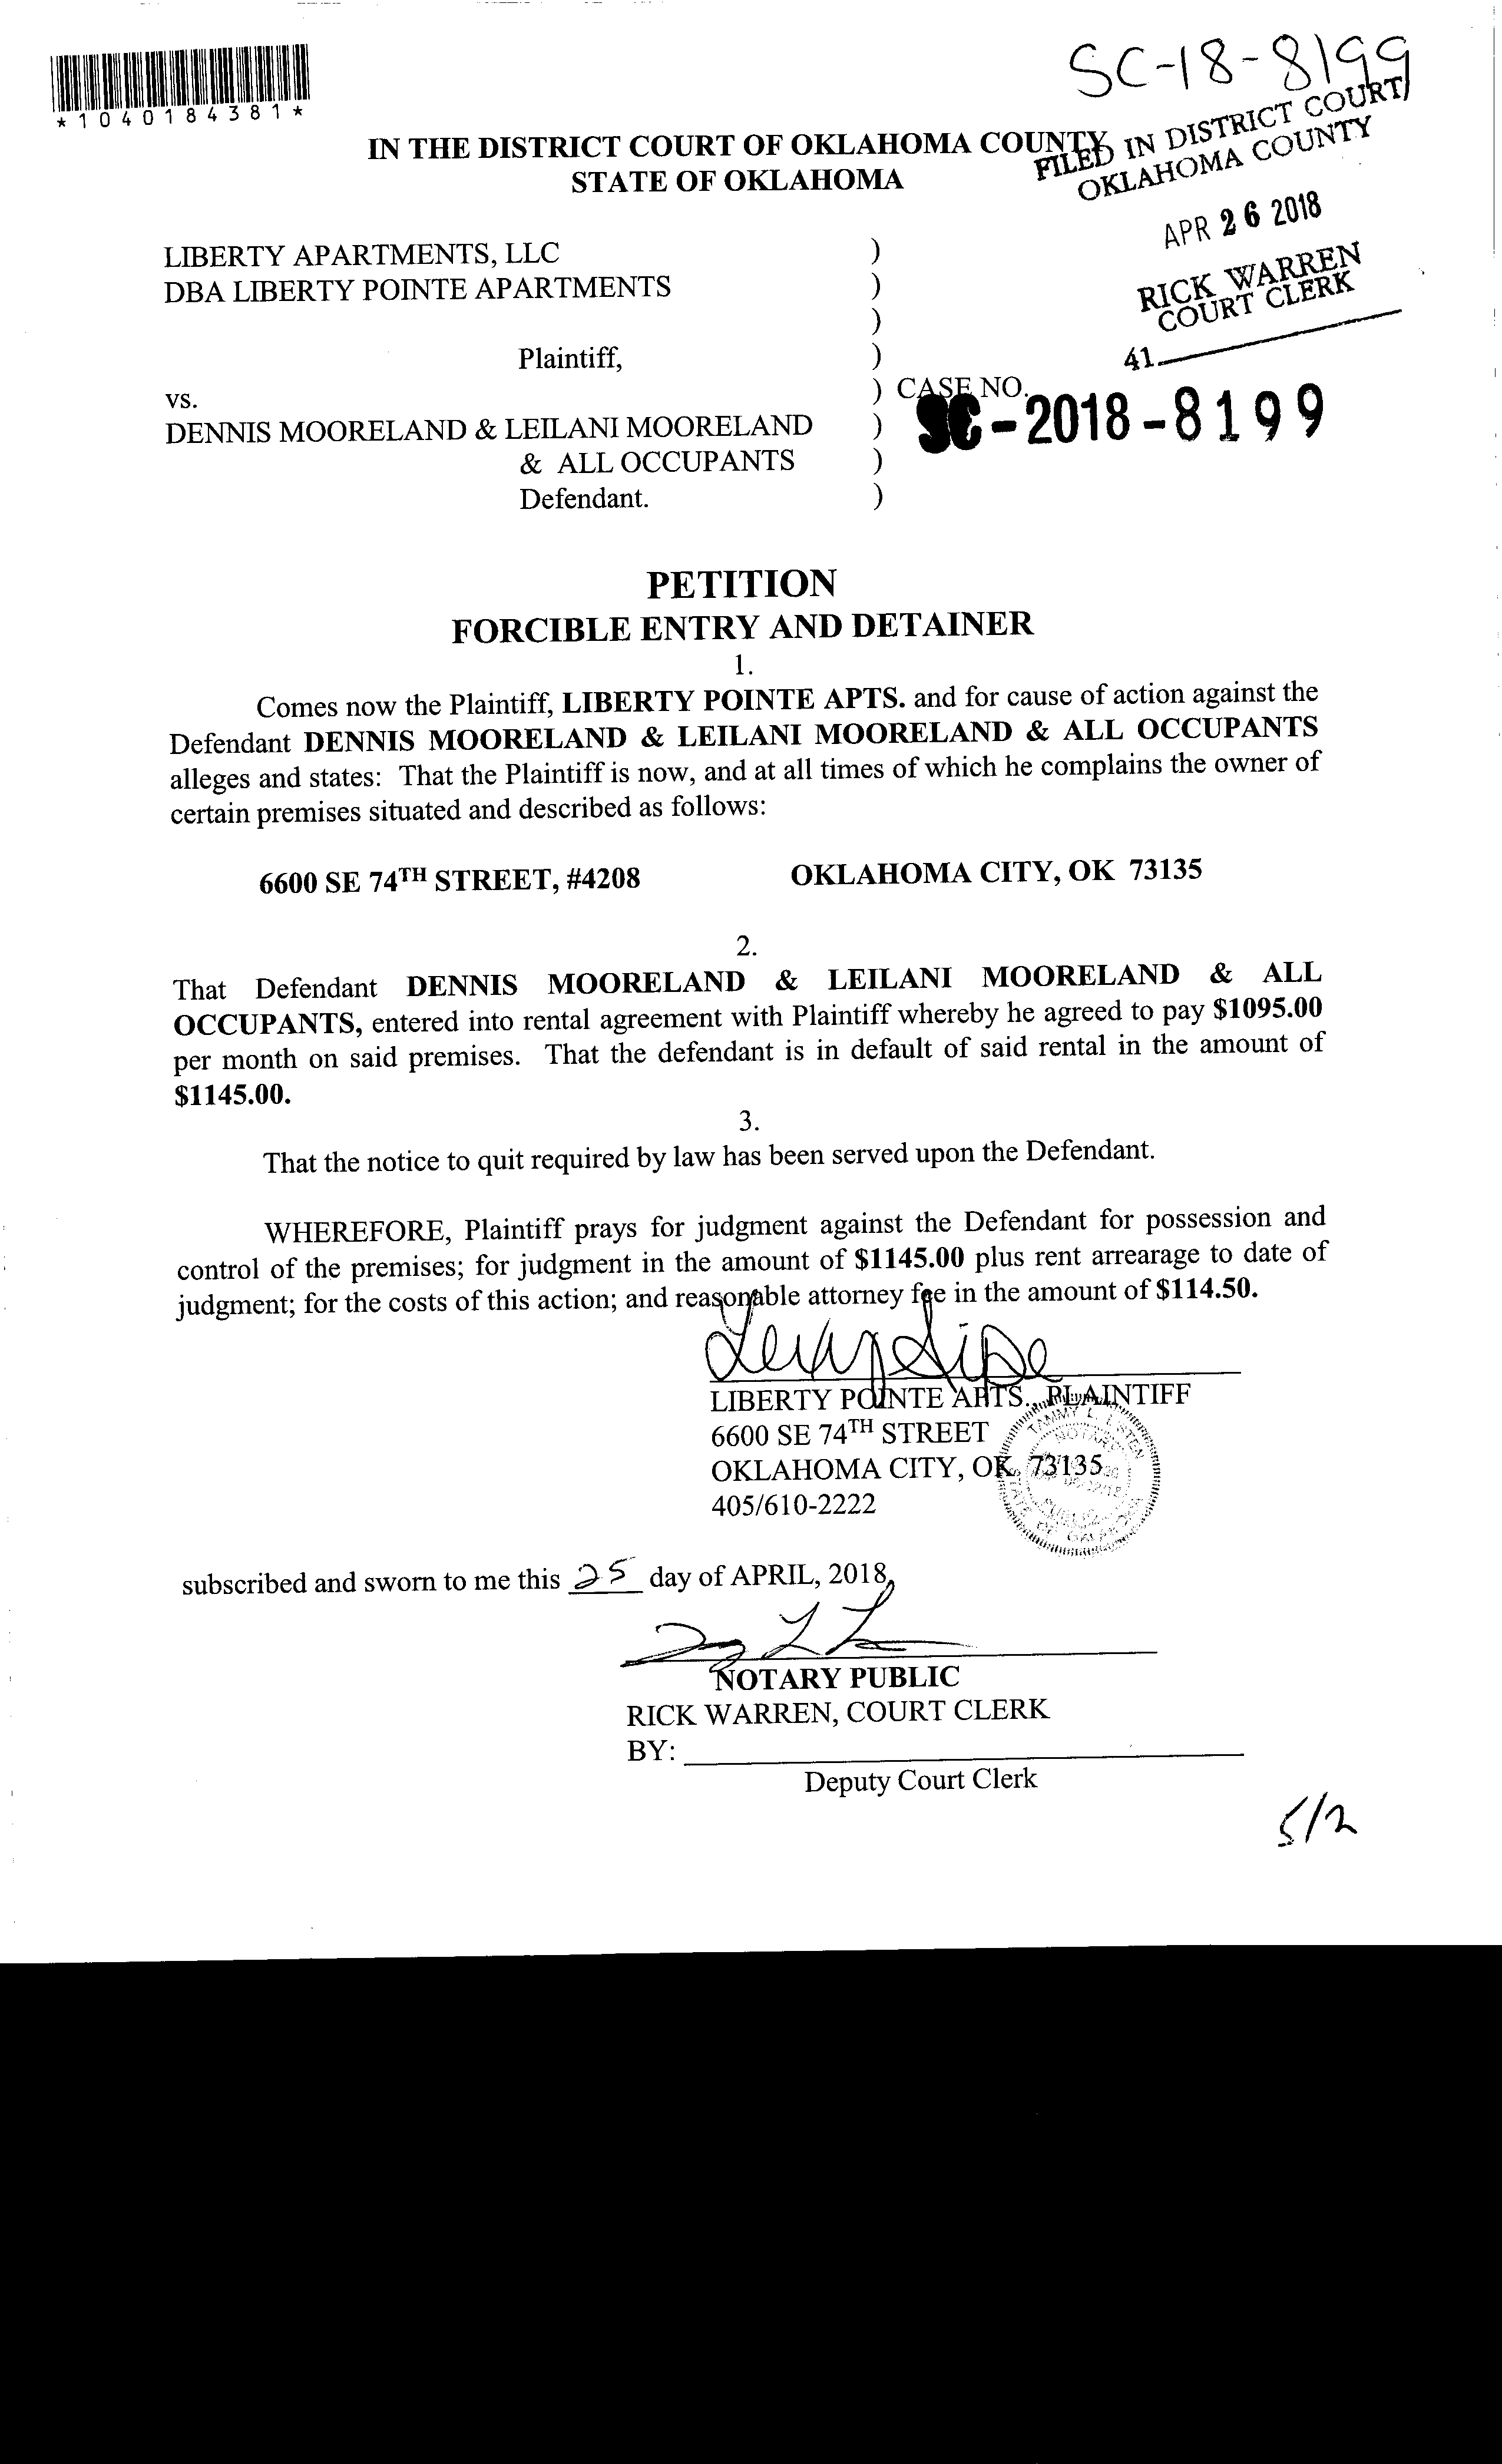 SC-18-8199
*1040184381*
IN THE DISTRICT COURT OF OKLAHOMA COUNTY
STATE OF OKLAHOMA
FILED IN DISTRICT COURT
OKLAHOMA COUNTY
APR 26 2018
RICK WARREN
COURT CLERK
41
LIBERTY APARTMENTS, LLC )
DBA LIBERTY POINTE APARTMENTS )
)
Plaintiff, )
vs. ) CASE NO.
SC-2018-8199
DENNIS MOORELAND & LEILANI MOORELAND )
& ALL OCCUPANTS )
Defendant. )
PETITION
FORCIBLE ENTRY AND DETAINER
1.
Comes now the Plaintiff, LIBERTY POINTE APTS. and for cause of action against the
Defendant DENNIS MOORELAND & LEILANI MOORELAND & ALL OCCUPANTS
alleges and states: That the Plaintiff is now, and at all times of which he complains the owner of
certain premises situated and described as follows:
6600 SE 74TH STREET, #4208 OKLAHOMA CITY, OK 73135
2.
That Defendant DENNIS MOORELAND & LEILANI MOORELAND & ALL
OCCUPANTS, entered into rental agreement with Plaintiff whereby he agreed to pay $1095.00
per month on said premises. That the defendant is in default of said rental in the amount of
$1145.00.
3.
That the notice to quit required by law has been served upon the Defendant.
WHEREFORE, Plaintiff prays for judgment against the Defendant for possession and
control of the premises; for judgment in the amount of $1145.00 plus rent arrearage to date of
judgment; for the costs of this action; and reasonable attorney fee in the amount of $114.50.
LIBERTY POINTE APTS., PLAINTIFF
6600 SE 74TH STREET
OKLAHOMA CITY, OK 73135
405/610-2222
TAMMY L.
NOTARY
PUBLIC
STATE OF OKLAHOMA
subscribed and sworn to me this 25 day of APRIL, 2018,
NOTARY PUBLIC
RICK WARREN, COURT CLERK
BY:
Deputy Court Clerk
5/2